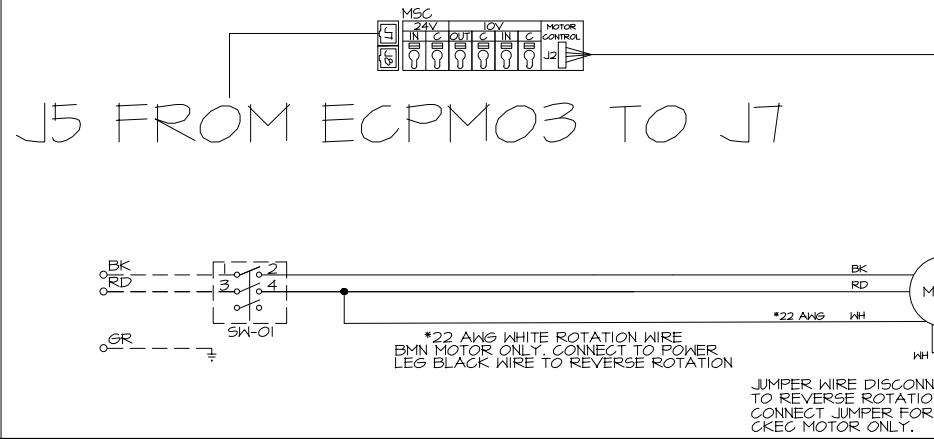 MSC
24V 10V MOTOR
IN C OUT C IN C CONTROL
J7
J2
J6
J5 FROM ECPM03 TO J7
BK 1 2 BK
RD 3 4 RD
*22 AWG WH
SW-01
GR
*22 AWG WHITE ROTATION WIRE
BMN MOTOR ONLY. CONNECT TO POWER
LEG BLACK WIRE TO REVERSE ROTATION
M
WH
JUMPER WIRE DISCONN
TO REVERSE ROTATIO
CONNECT JUMPER FOR
CKEC MOTOR ONLY.